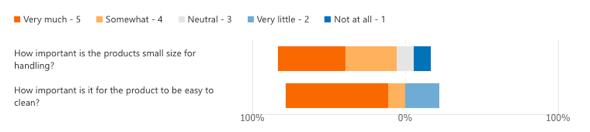 Very much - 5 Somewhat - 4 Neutral - 3 Very little - 2 Not at all - 1
How important is the products small size for
handling?
How important is it for the product to be easy to
clean?
100% 0% 100%